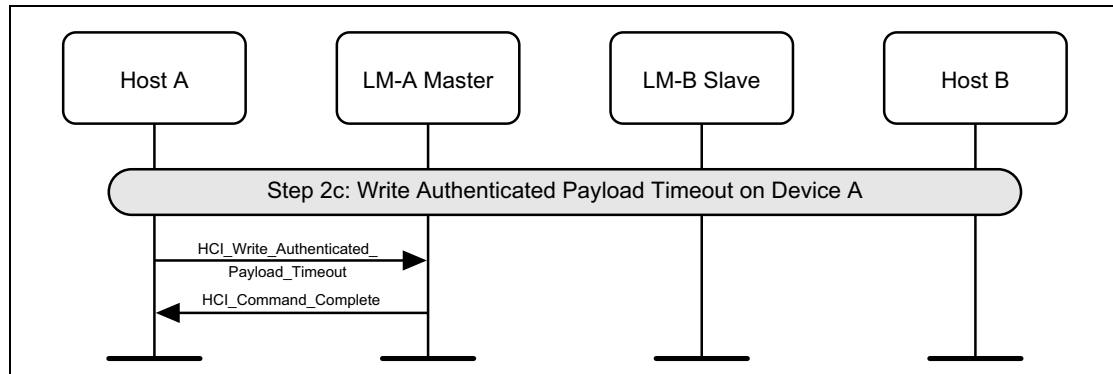 Host A
LM-A Master
LM-B Slave
Host B
Step 2c: Write Authenticated Payload Timeout on Device A
HCI_Write_Authenticated_
Payload_Timeout
HCI_Command_Complete